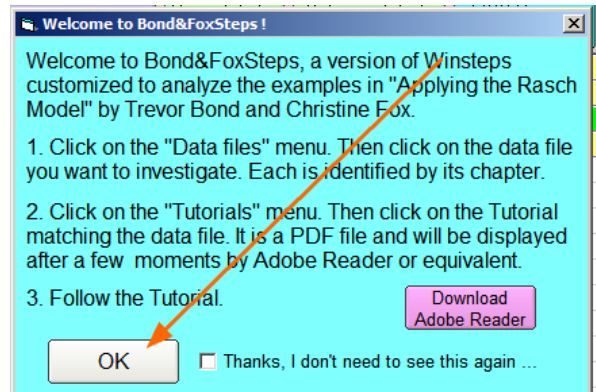 Welcome to Bond&FoxSteps !
Welcome to Bond&FoxSteps, a version of Winsteps
customized to analyze the examples in "Applying the Rasch
Model" by Trevor Bond and Christine Fox.
1. Click on the "Data files" menu. Then click on the data file
you want to investigate. Each is identified by its chapter.
2. Click on the "Tutorials" menu. Then click on the Tutorial
matching the data file. It is a PDF file and will be displayed
after a few moments by Adobe Reader or equivalent.
3. Follow the Tutorial.
Download
Adobe Reader
OK
Thanks, I don't need to see this again ...